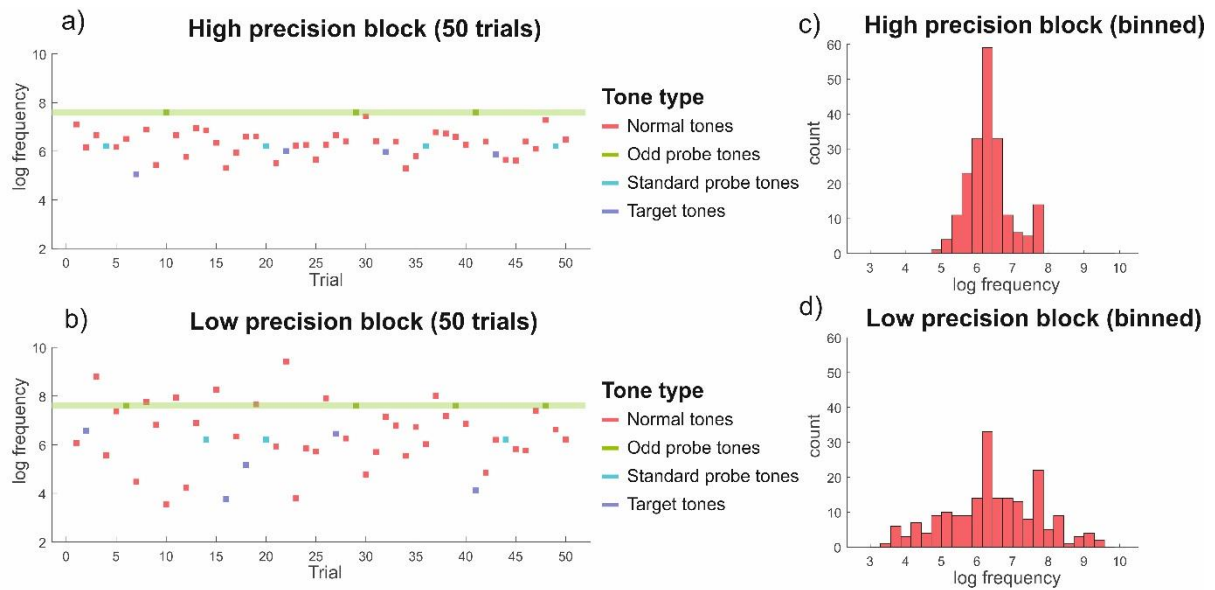 a)
High precision block (50 trials)
10
8
6
4
2
log frequency
0 5 10 15 20 25 30 35 40 45 50
Trial
Tone type
Normal tones
Odd probe tones
Standard probe tones
Target tones
b)
Low precision block (50 trials)
10
8
6
4
2
log frequency
0 5 10 15 20 25 30 35 40 45 50
Trial
Tone type
Normal tones
Odd probe tones
Standard probe tones
Target tones
c)
High precision block (binned)
60
50
40
30
20
10
0
count
3 4 5 6 7 8 9 10
log frequency
d)
Low precision block (binned)
60
50
40
30
20
10
0
count
3 4 5 6 7 8 9 10
log frequency